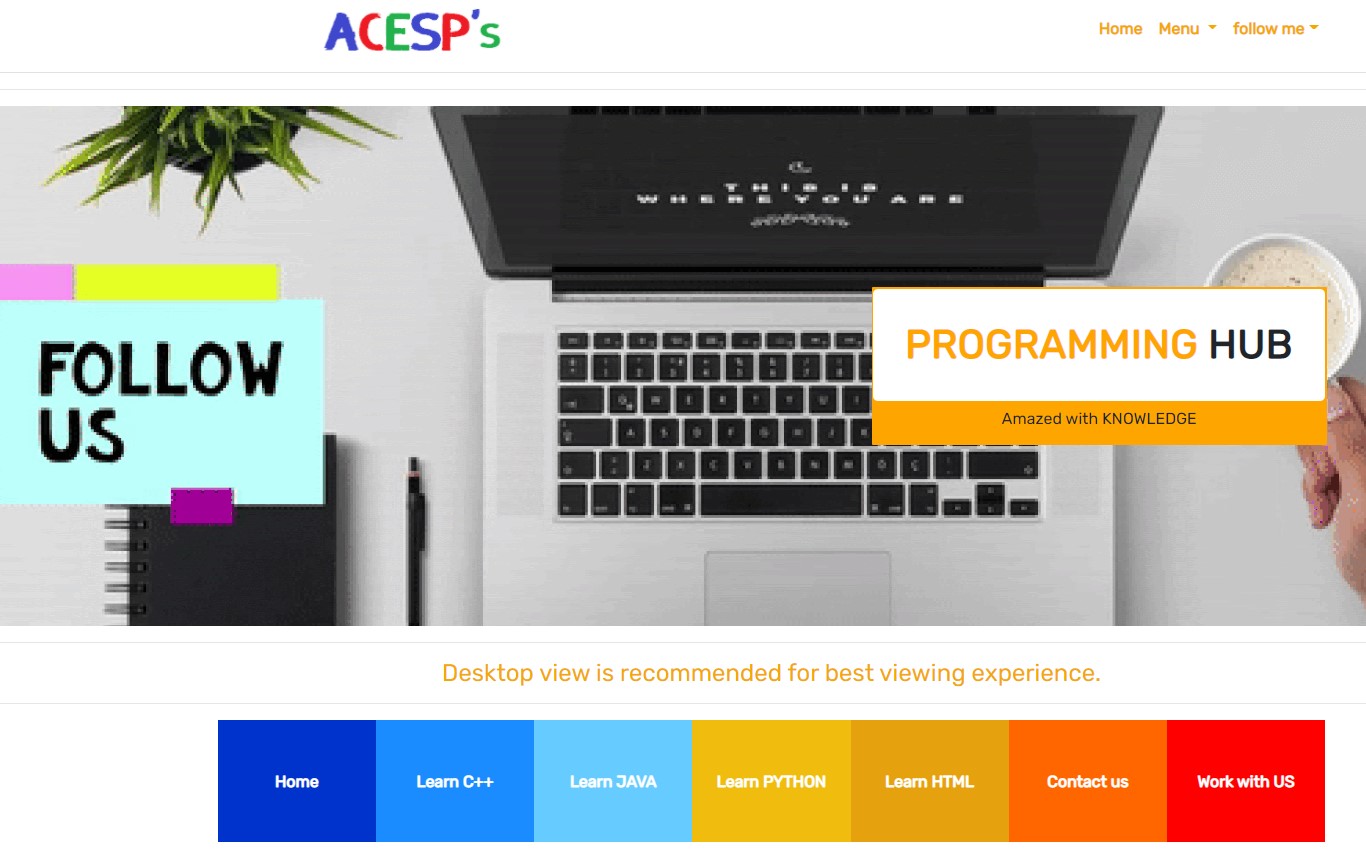 ACESP's
Home Menu follow me
THIS IS
WHERE YOU ARE
FOLLOW
US
PROGRAMMING HUB
Amazed with KNOWLEDGE
Desktop view is recommended for best viewing experience.
Home Learn C++ Learn JAVA Learn PYTHON Learn HTML Contact us Work with US